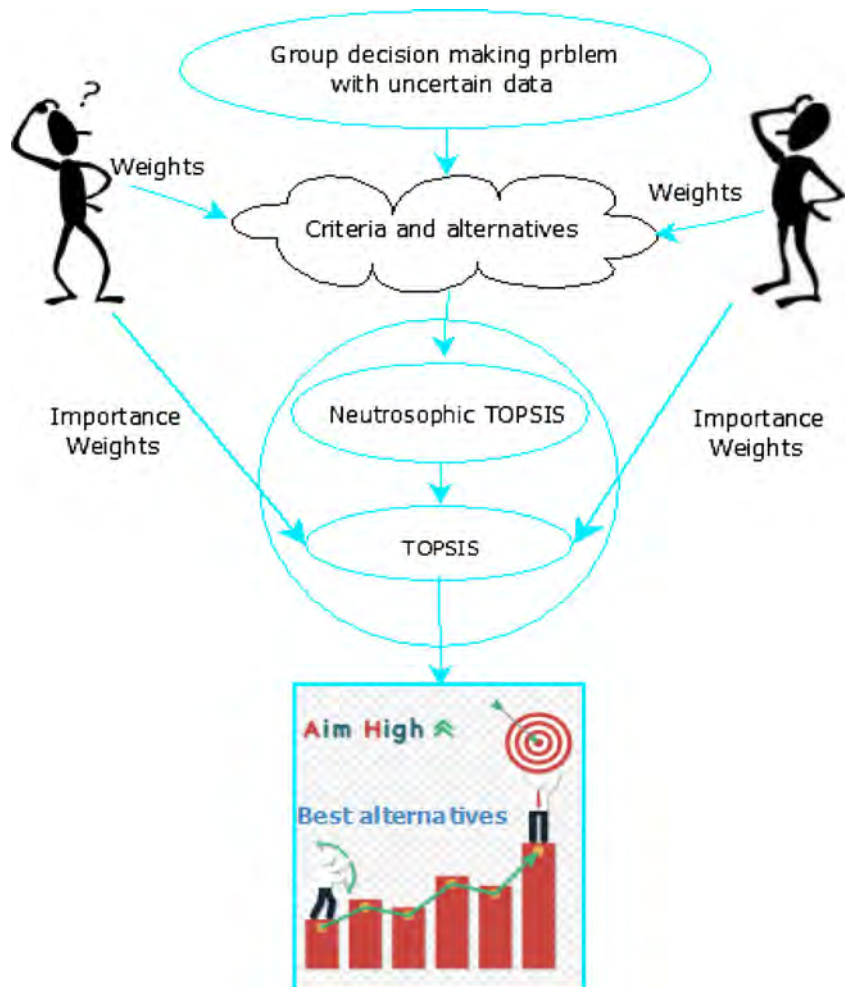 Group decision making prblem
with uncertain data
?
Weights
Weights
Criteria and alternatives
Importance
Weights
Neutrosophic TOPSIS
Importance
Weights
TOPSIS
Aim High
Best alternatives